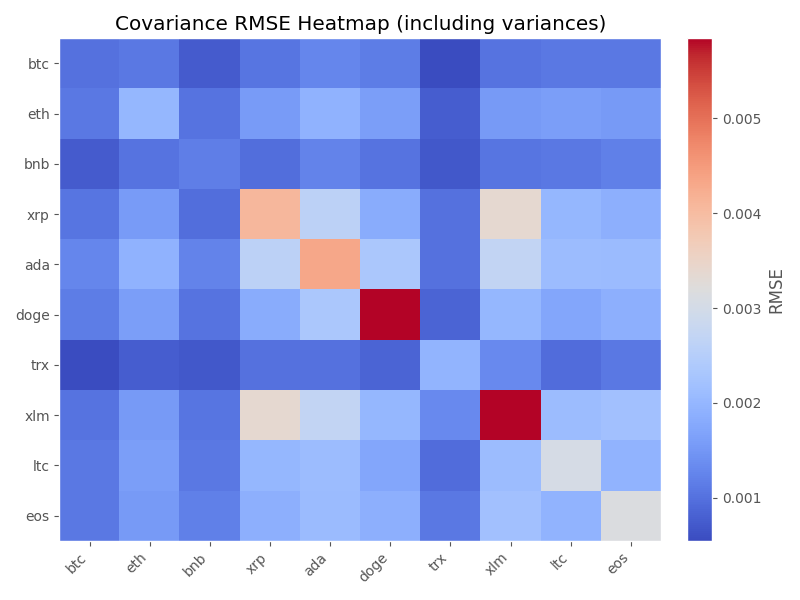 Covariance RMSE Heatmap (including variances)
btc
eth
bnb
xrp
ada
doge
trx
xlm
ltc
eos
btc
eth
bnb
xrp
ada
doge
trx
xlm
ltc
eos
0.005
0.004
0.003
0.002
0.001
RMSE